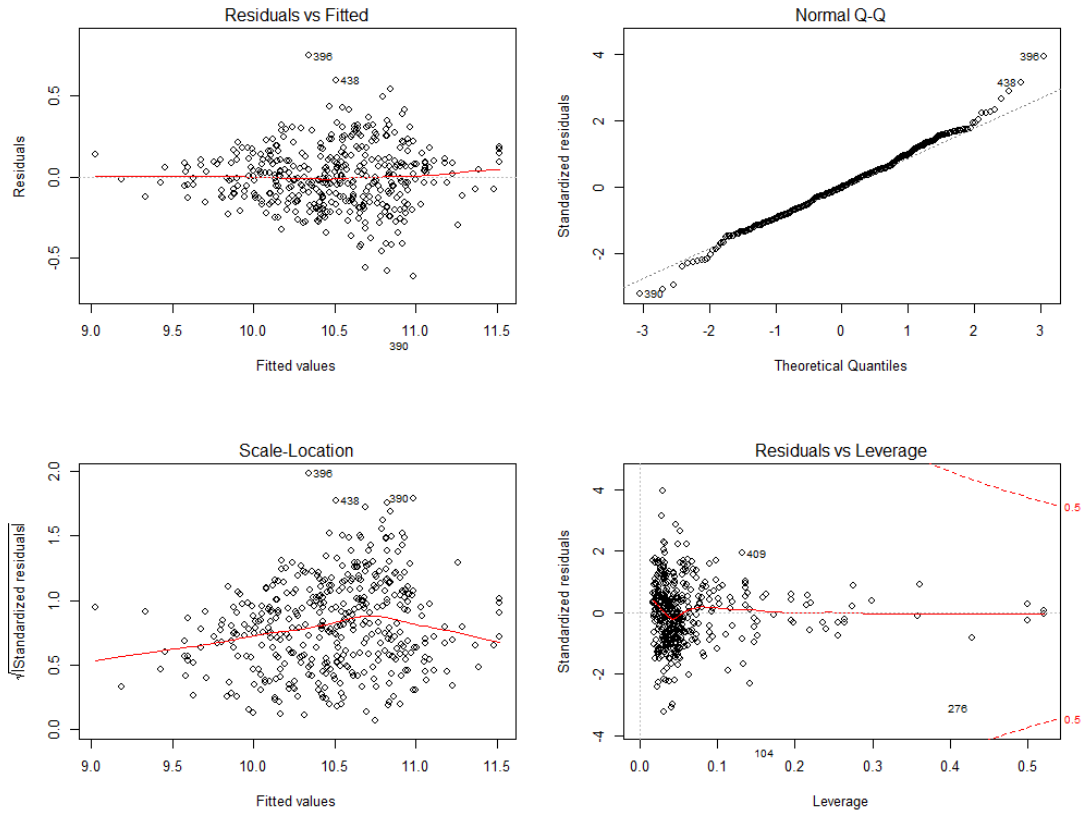 Residuals vs Fitted
Residuals
0.5
0.0
-0.5
396
438
390
9.0 9.5 10.0 10.5 11.0 11.5
Fitted values
Normal Q-Q
Standardized residuals
4
2
0
-2
396
438
390
-3 -2 -1 0 1 2 3
Theoretical Quantiles
Scale-Location
√|Standardized residuals|
2.0
1.5
1.0
0.5
0.0
396
438
390
9.0 9.5 10.0 10.5 11.0 11.5
Fitted values
Residuals vs Leverage
Standardized residuals
4
2
0
-2
-4
0.5
409
276
0.5
104
0.0 0.1 0.2 0.3 0.4 0.5
Leverage